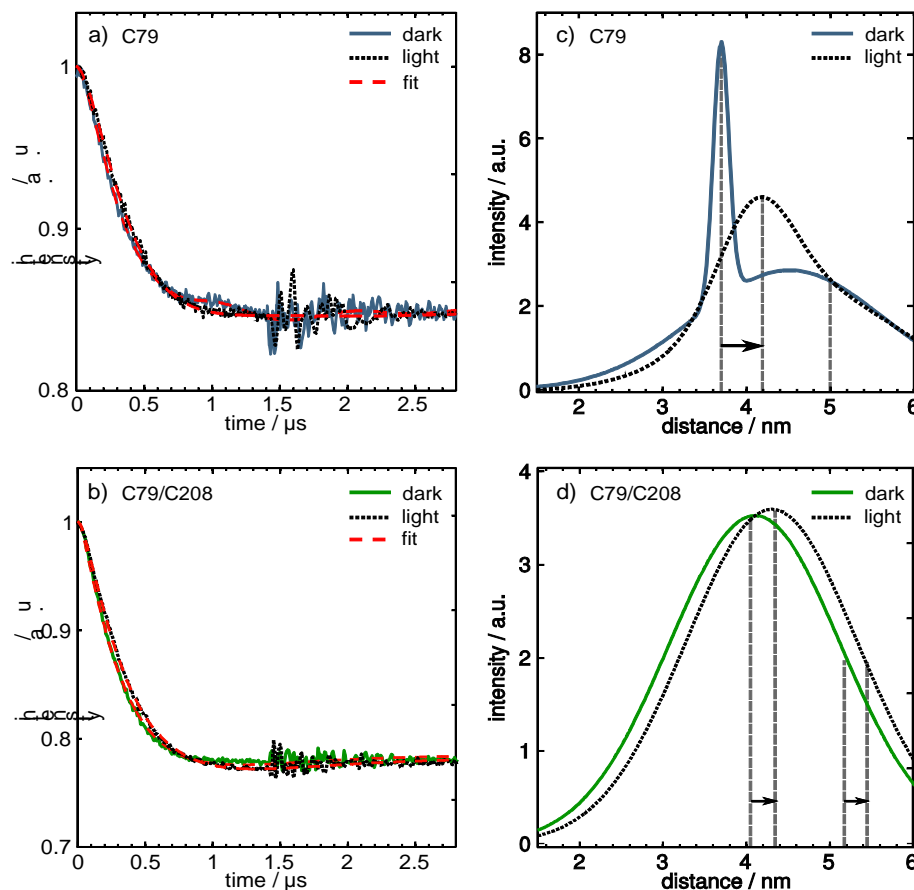 a) C79
dark
light
fit
1
0.9
0.8
intensity / a.u.
0 0.5 1 1.5 2 2.5
time / µs
c) C79
dark
light
8
6
4
2
0
intensity / a.u.
2 3 4 5 6
distance / nm
b) C79/C208
dark
light
fit
1
0.9
0.8
0.7
intensity / a.u.
0 0.5 1 1.5 2 2.5
time / µs
d) C79/C208
dark
light
4
3
2
1
0
intensity / a.u.
2 3 4 5 6
distance / nm